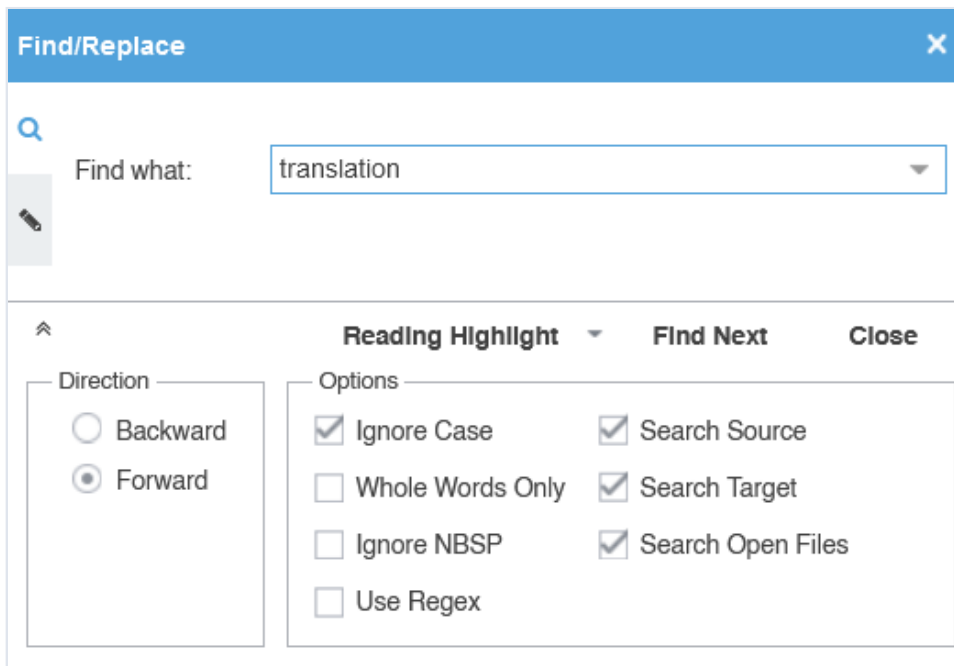 Find/Replace
Find what:
translation
Reading Highlight Find Next Close
Direction
Options
Backward
Forward
Ignore Case
Search Source
Whole Words Only
Search Target
Ignore NBSP
Search Open Files
Use Regex